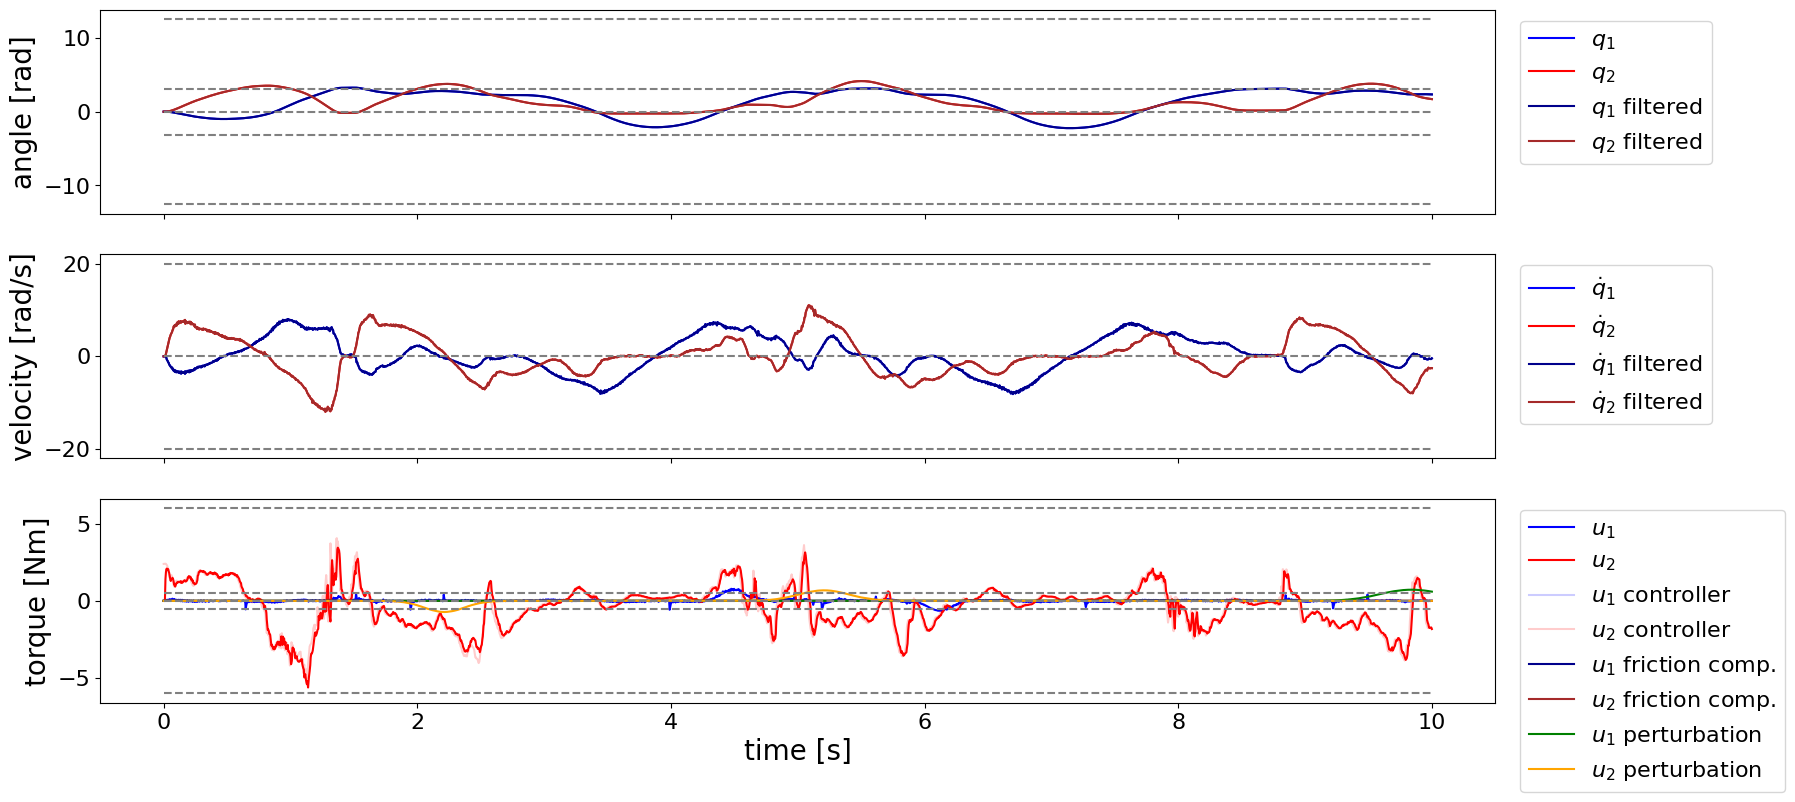 angle [rad]
10
0
−10
q₁
q₂
q₁ filtered
q₂ filtered
velocity [rad/s]
20
0
−20
q̇₁
q̇₂
q̇₁ filtered
q̇₂ filtered
torque [Nm]
5
0
−5
0 2 4 6 8 10
time [s]
u₁
u₂
u₁ controller
u₂ controller
u₁ friction comp.
u₂ friction comp.
u₁ perturbation
u₂ perturbation